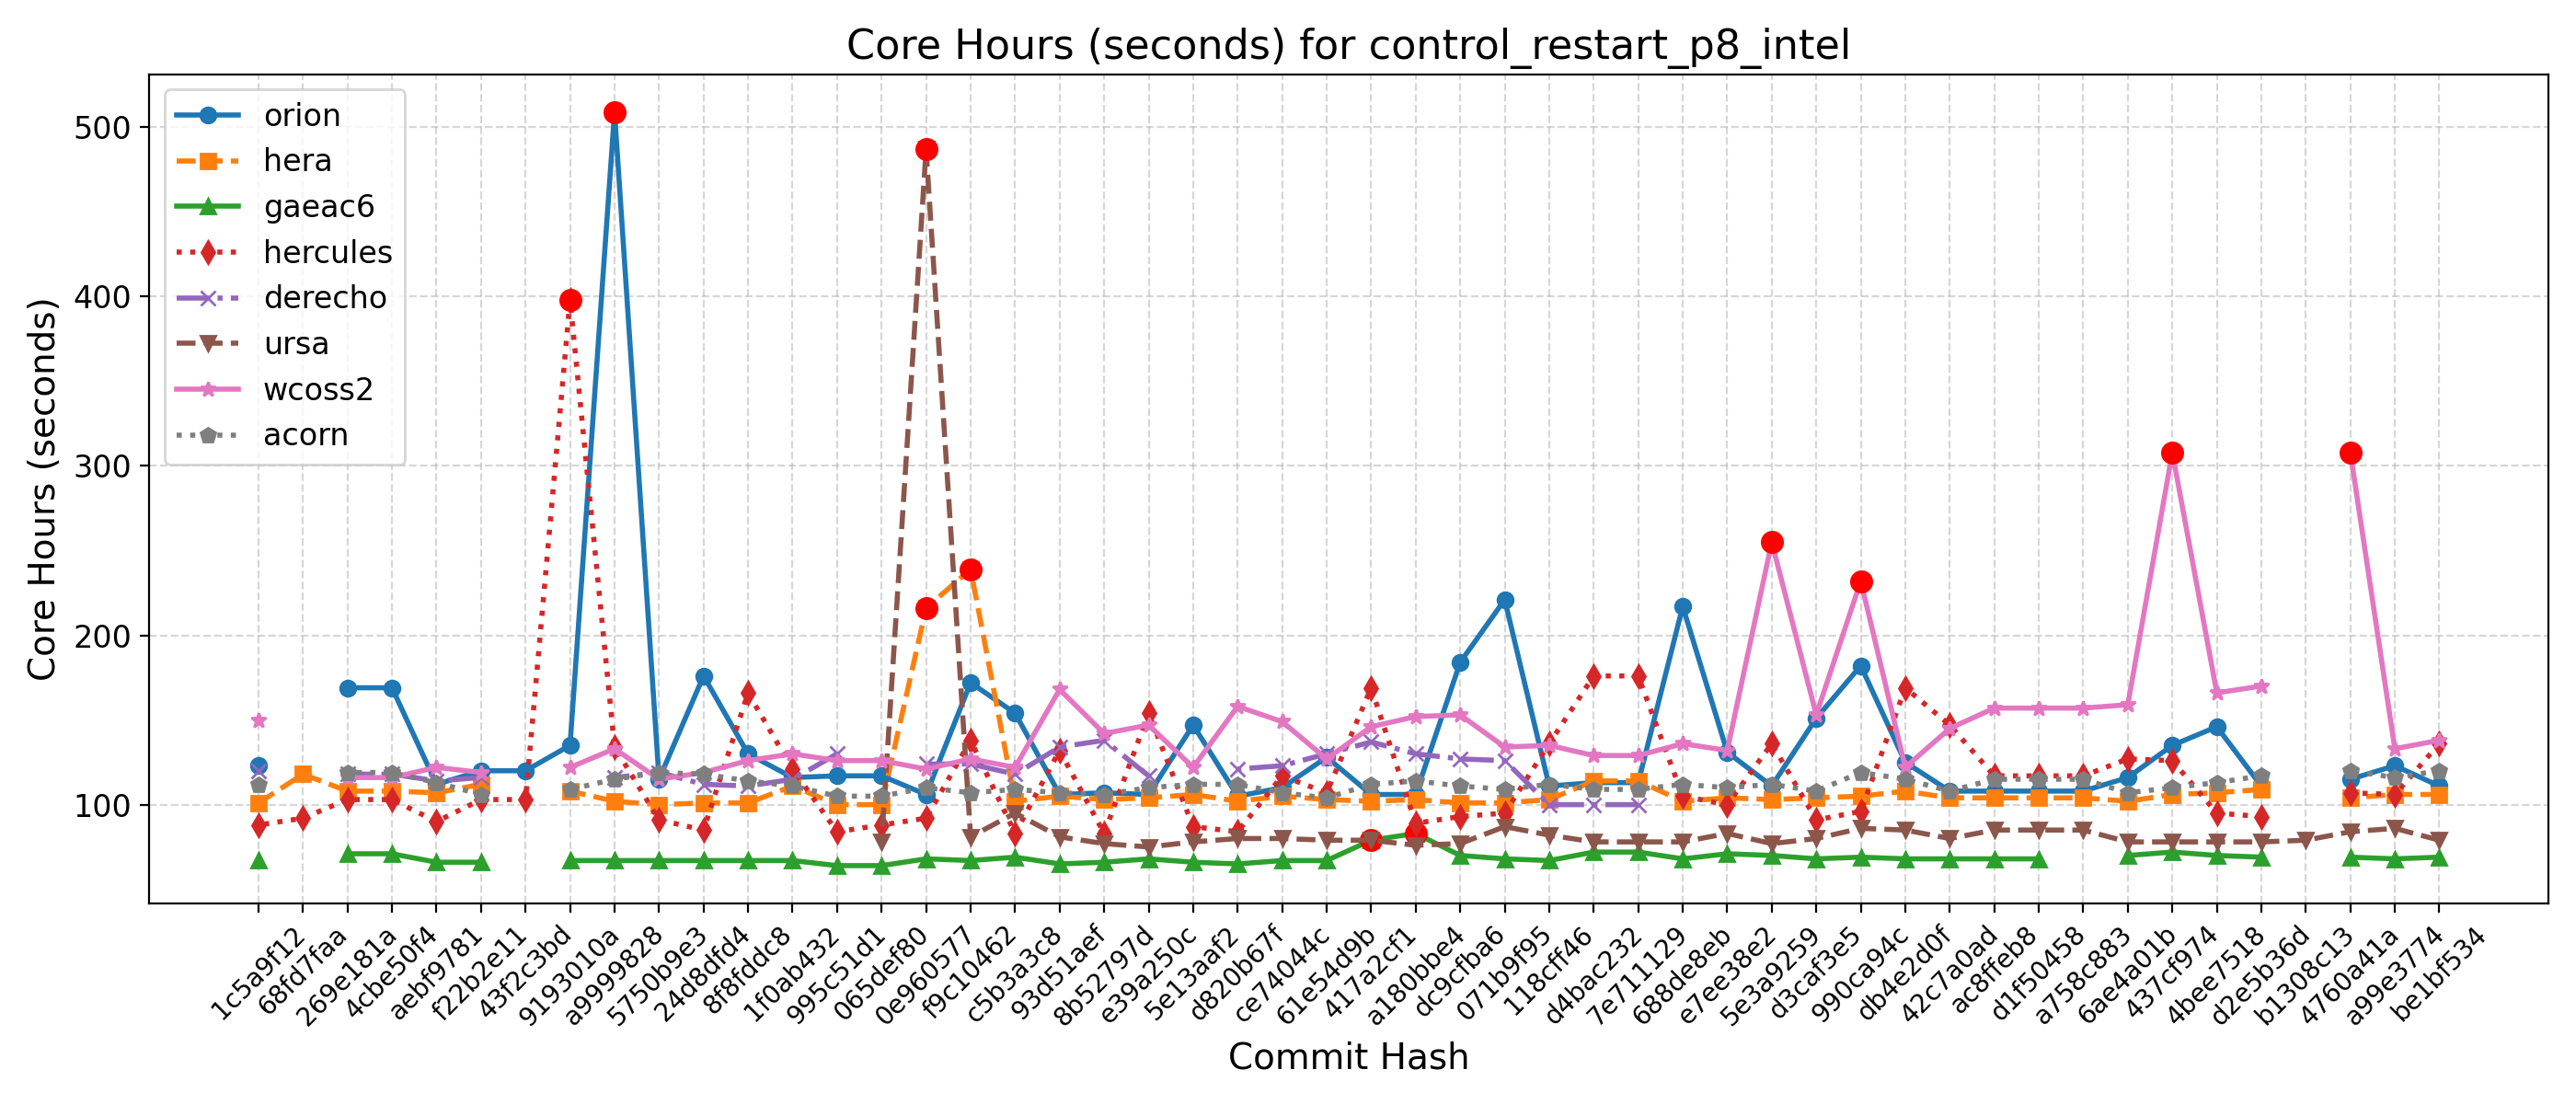 Core Hours (seconds) for control_restart_p8_intel
Core Hours (seconds)
500
400
300
200
100
orion
hera
gaeac6
hercules
derecho
ursa
wcoss2
acorn
1c5a9f12
68fd7faa
269e181a
4cbe50f4
aebf9781
f22b2e11
43f2c3bd
9193010a
a9999828
5750b9e3
24d8dfd4
8f8fddc8
1f0ab432
995c51d1
065def80
0e960577
f9c10462
c5b3a3c8
93d51aef
8b52797d
e39a250c
5e13aaf2
d820b67f
ce74044c
61e54d9b
417a2cf1
a180bbe4
dc9cfba6
071b9f95
118cff46
d4bac232
7e711129
688de8eb
e7ee38e2
5e3a9259
d3caf3e5
990ca94c
db4e2d0f
42c7a0ad
ac8ffeb8
d1f50458
a758c883
6ae4a01b
437cf974
4bee7518
d2e5b36d
b1308c13
4760a41a
a99e3774
be1bf534
Commit Hash